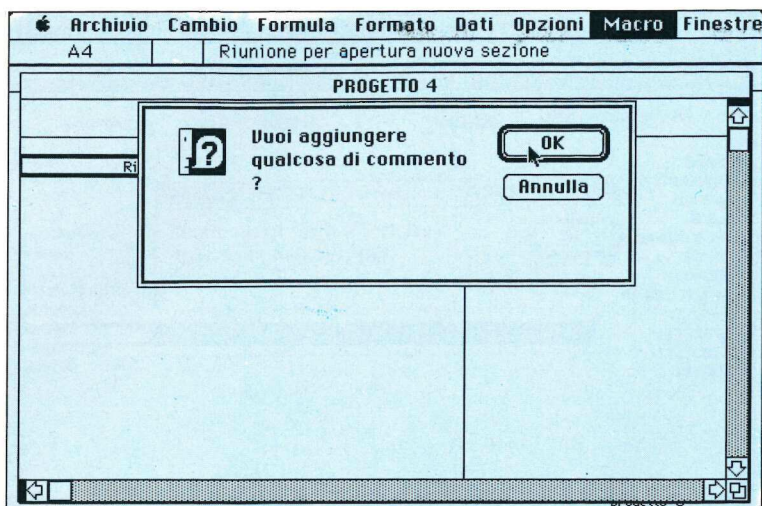 Archivio Cambio Formula Formato Dati Opzioni Macro Finestre
A4 Riunione per apertura nuova sezione
PROGETTO 4
Vuoi aggiungere
qualcosa di commento
?
OK
Annulla
Ri